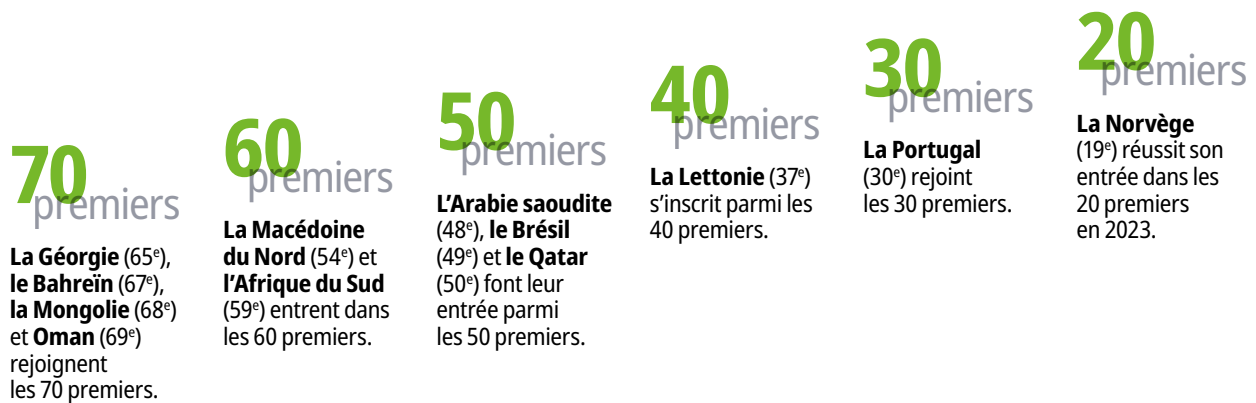 70
premiers
La Géorgie (65e),
le Bahreïn (67e),
la Mongolie (68e)
et Oman (69e)
rejoignent
les 70 premiers.
60
premiers
La Macédoine
du Nord (54e) et
l’Afrique du Sud
(59e) entrent dans
les 60 premiers.
50
premiers
L’Arabie saoudite
(48e), le Brésil
(49e) et le Qatar
(50e) font leur
entrée parmi
les 50 premiers.
40
premiers
La Lettonie (37e)
s’inscrit parmi les
40 premiers.
30
premiers
La Portugal
(30e) rejoint
les 30 premiers.
20
premiers
La Norvège
(19e) réussit son
entrée dans les
20 premiers
en 2023.